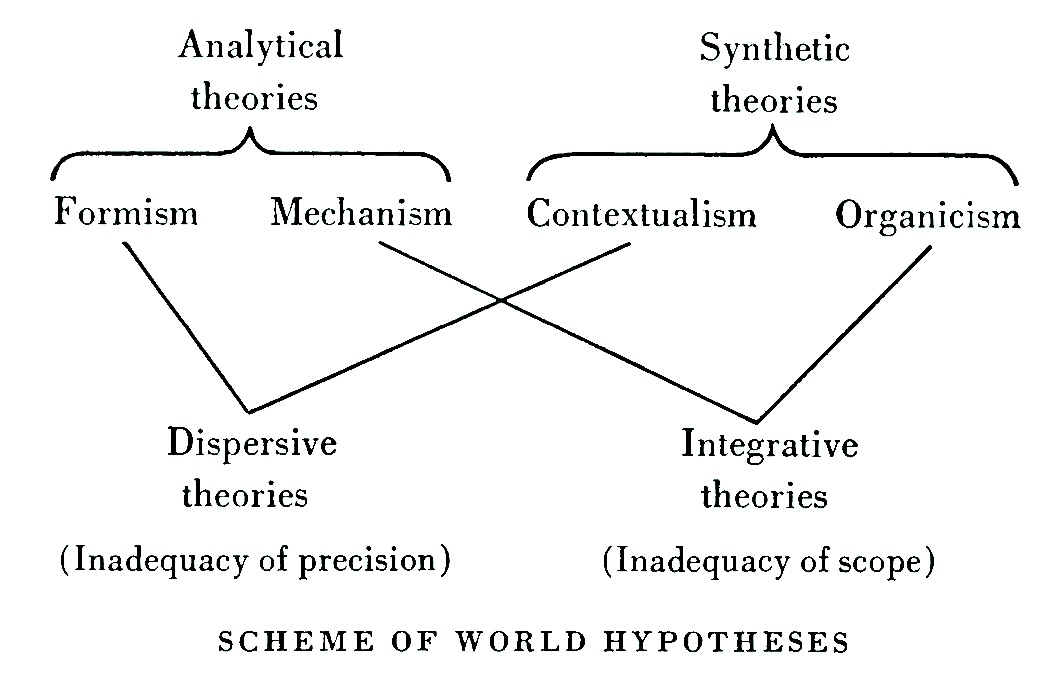 Analytical
theories
Synthetic
theories
Formism
Mechanism
Contextualism
Organicism
Dispersive
theories
(Inadequacy of precision)
Integrative
theories
(Inadequacy of scope)
SCHEME OF WORLD HYPOTHESES